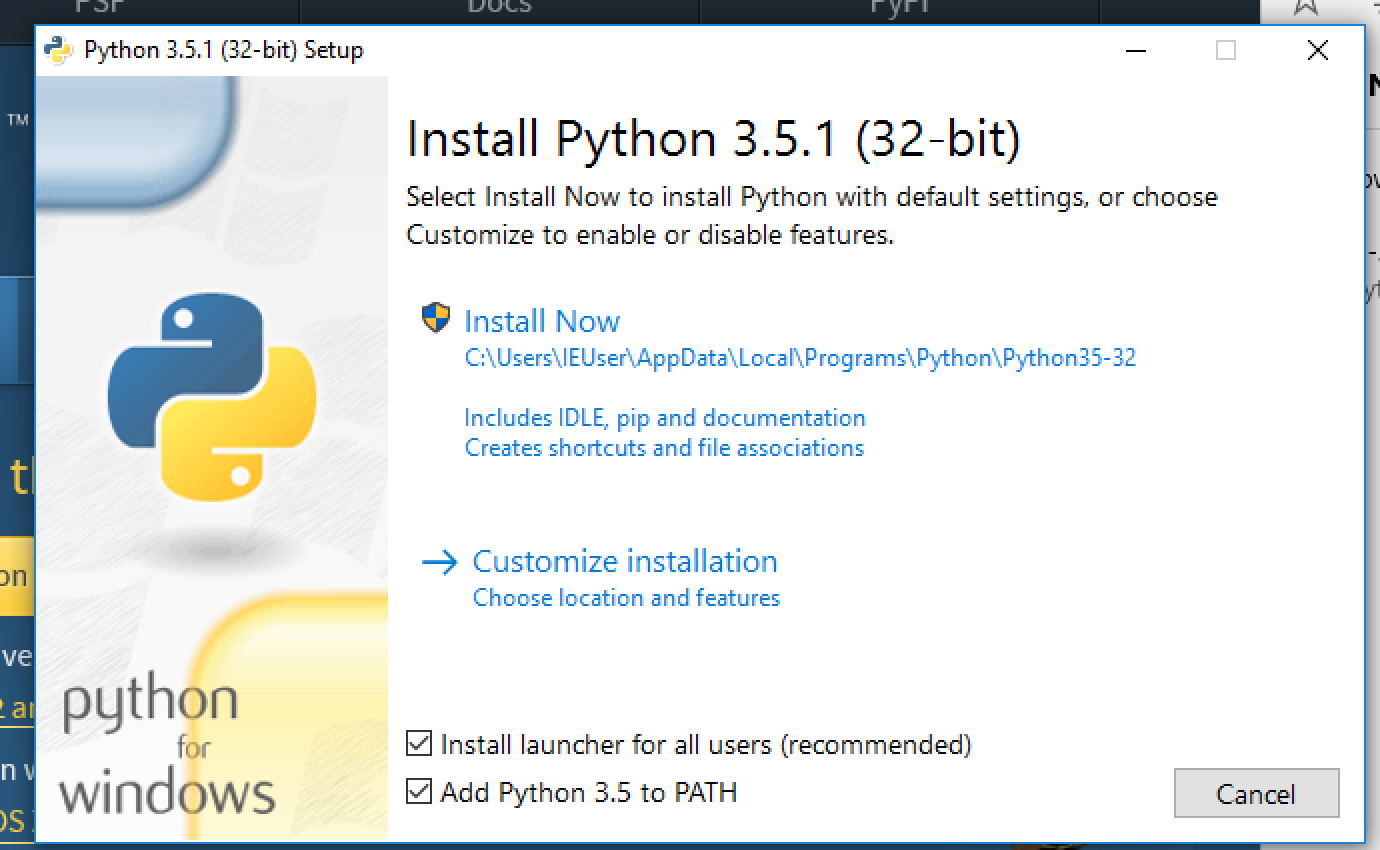 PSF Docs PyPI
Python 3.5.1 (32-bit) Setup
TM
Install Python 3.5.1 (32-bit)
Select Install Now to install Python with default settings, or choose
Customize to enable or disable features.
Install Now
C:\Users\IEUser\AppData\Local\Programs\Python\Python35-32
Includes IDLE, pip and documentation
Creates shortcuts and file associations
Customize installation
Choose location and features
python
for
windows
Install launcher for all users (recommended)
Add Python 3.5 to PATH
Cancel